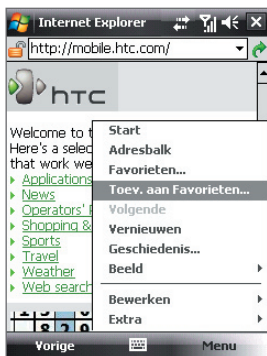 Internet Explorer
http://mobile.htc.com/
htc
Welcome to t
Here's a selec
that work we
Applications
News
Operators'
Shopping &
Sports
Travel
Weather
Web search
Start
Adresbalk
Favorieten...
Toev. aan Favorieten...
Volgende
Vernieuwen
Geschiedenis...
Beeld
Bewerken
Extra
Vorige
Menu